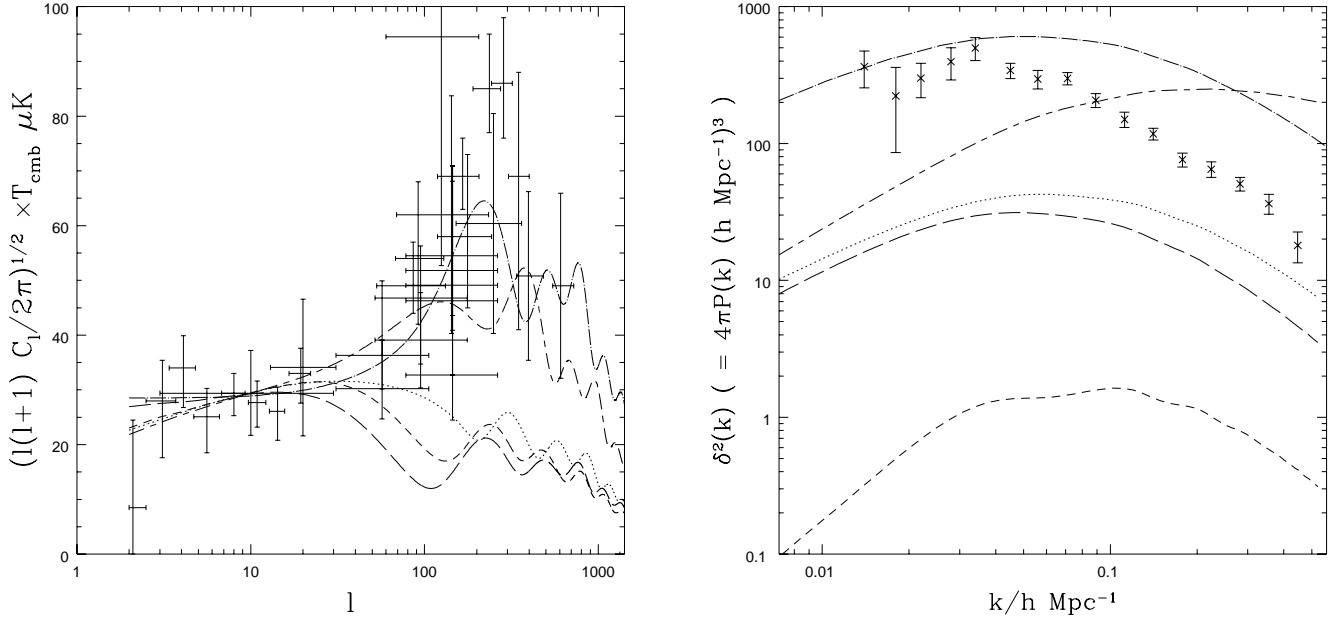 100
80
60
40
20
0
(l(l+1) C_l/2π)^{1/2} ×T_cmb μK
1 10 100 1000
l
1000
100
10
1
0.1
δ²(k) ( = 4πP(k) (h Mpc⁻¹)³ )
0.01 0.1
k/h Mpc⁻¹